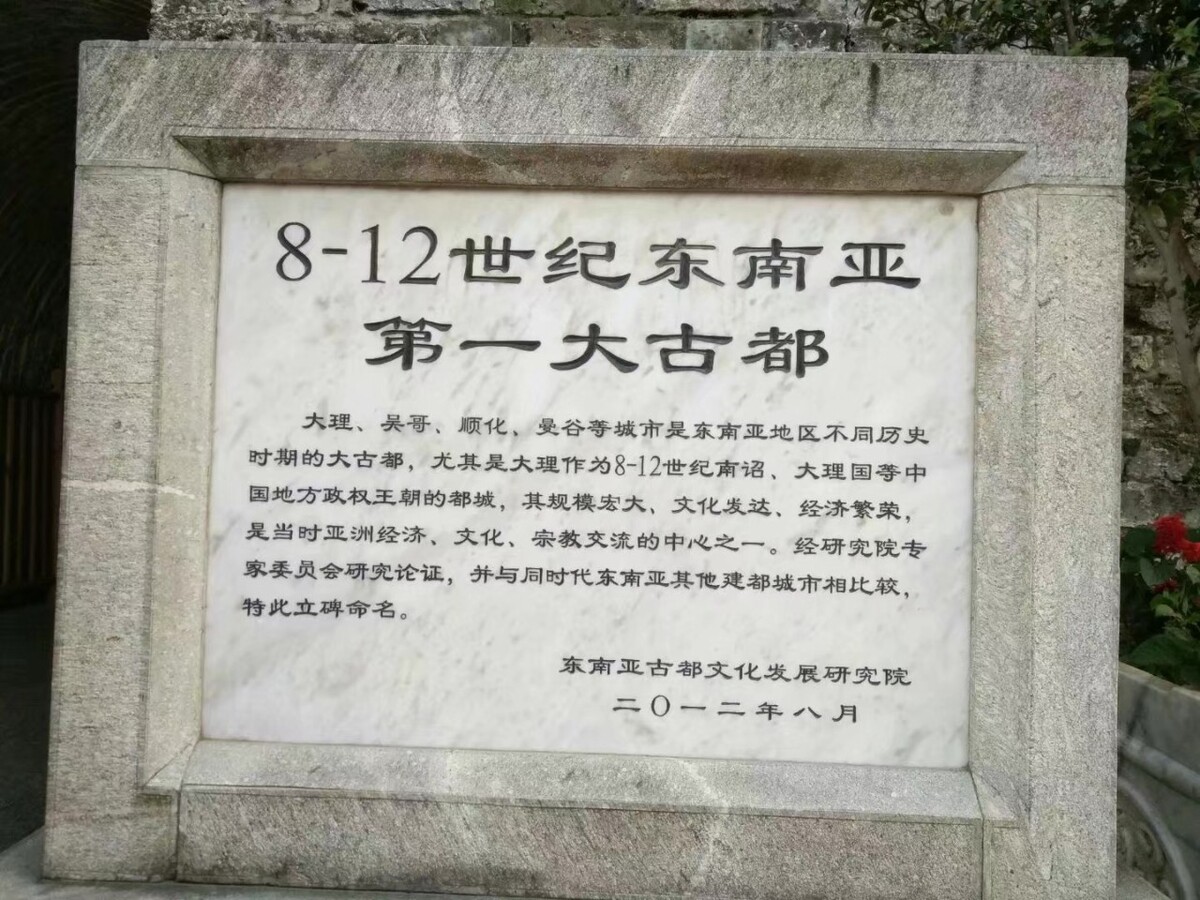 8-12世纪东南亚
第一大古都
大理、吴哥、顺化、曼谷等城市是东南亚地区不同历史
时期的大古都，尤其是大理作为8-12世纪南诏、大理国等中
国地方政权王朝的都城，其规模宏大、文化发达、经济繁荣，
是当时亚洲经济、文化、宗教交流的中心之一。经研究院专
家委员会研究论证，并与同时代东南亚其他建都城市相比较，
特此立碑命名。
东南亚古都文化发展研究院
二〇一二年八月